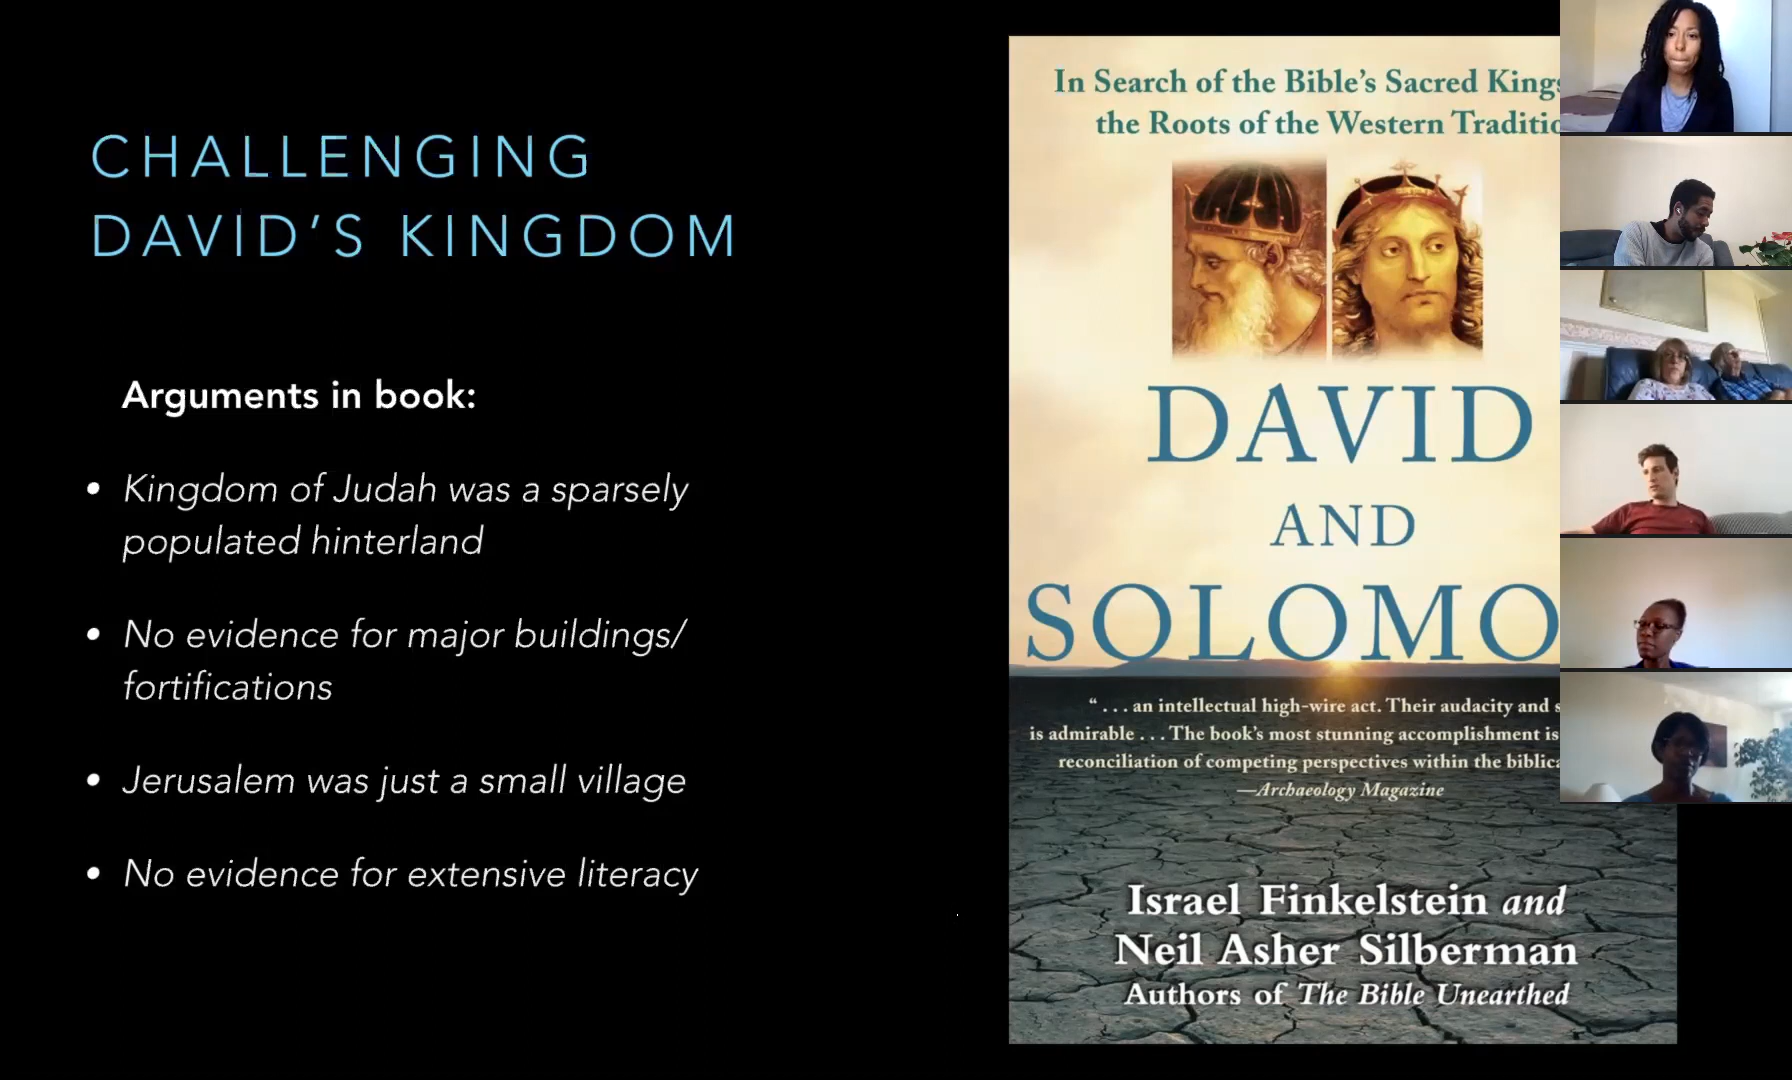 CHALLENGING
DAVID'S KINGDOM
Arguments in book:
• Kingdom of Judah was a sparsely
populated hinterland
• No evidence for major buildings/
fortifications
• Jerusalem was just a small village
• No evidence for extensive literacy
In Search of the Bible's Sacred Kings
the Roots of the Western Traditio
DAVID
AND
SOLOMO
“ . . . an intellectual high-wire act. Their audacity and s
is admirable . . . The book's most stunning accomplishment is
reconciliation of competing perspectives within the biblica
—Archaeology Magazine
Israel Finkelstein and
Neil Asher Silberman
Authors of The Bible Unearthed